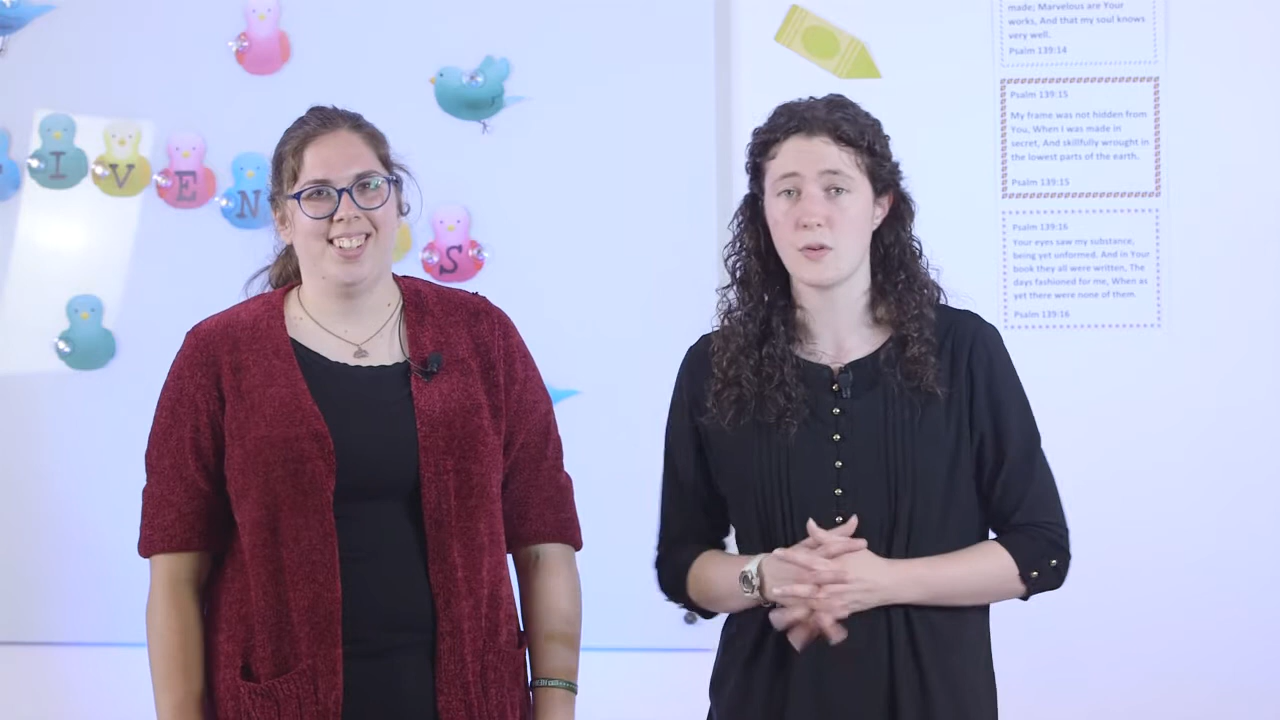 made; Marvelous are Your
works, And that my soul knows
very well.
Psalm 139:14
Psalm 139:15
My frame was not hidden from
You, When I was made in
secret, And skillfully wrought in
the lowest parts of the earth.
Psalm 139:15
Psalm 139:16
Your eyes saw my substance,
being yet unformed. And in Your
book they all were written, The
days fashioned for me, When as
yet there were none of them.
Psalm 139:16
I V E N S